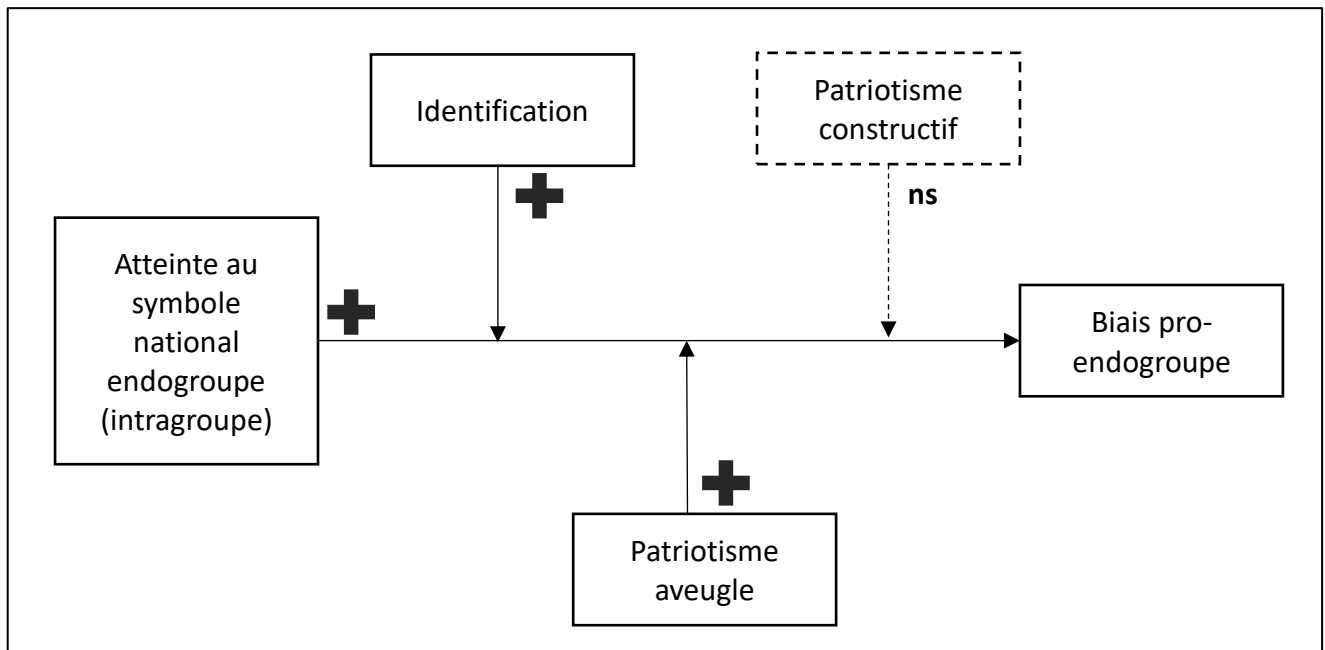 Identification
Patriotisme
constructif
ns
Atteinte au
symbole
national
endogroupe
(intragroupe)
Biais pro-
endogroupe
Patriotisme
aveugle